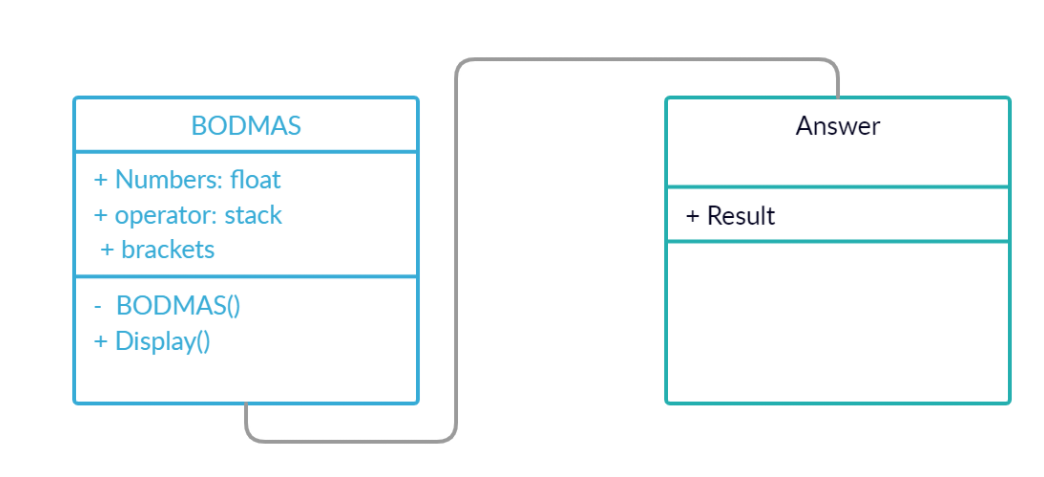 BODMAS
+ Numbers: float
+ operator: stack
+ brackets
- BODMAS()
+ Display()
Answer
+ Result